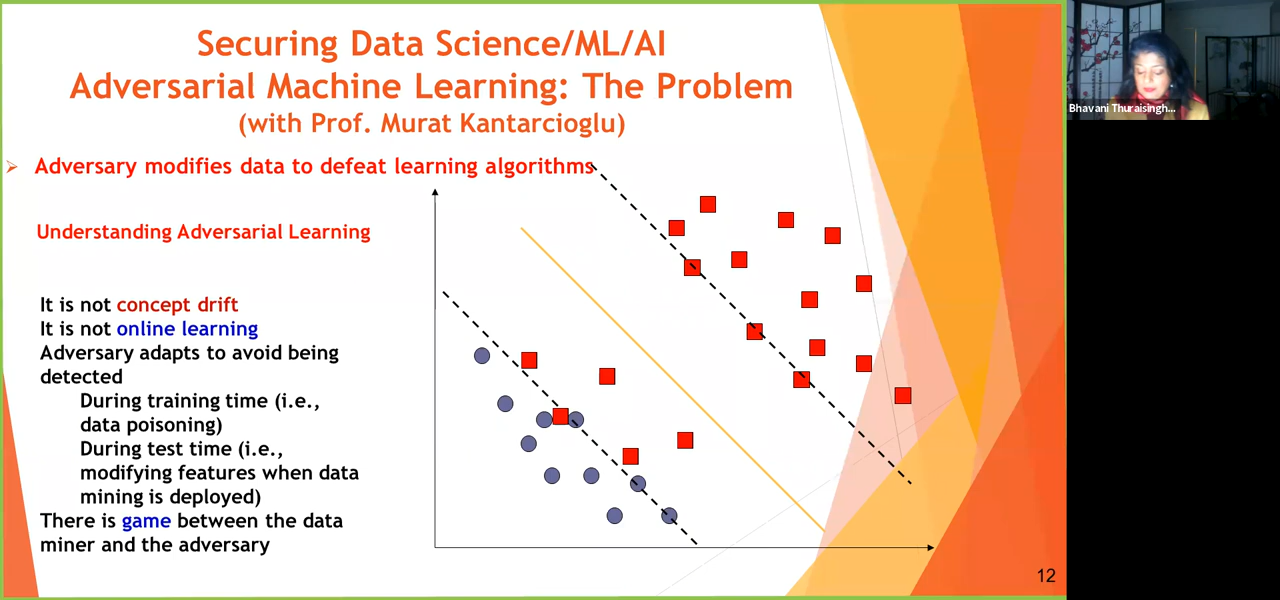 Securing Data Science/ML/AI
Adversarial Machine Learning: The Problem
(with Prof. Murat Kantarcioglu)
Adversary modifies data to defeat learning algorithms
Understanding Adversarial Learning
It is not concept drift
It is not online learning
Adversary adapts to avoid being
detected
During training time (i.e.,
data poisoning)
During test time (i.e.,
modifying features when data
mining is deployed)
There is game between the data
miner and the adversary
12
Bhavani Thuraisingh...